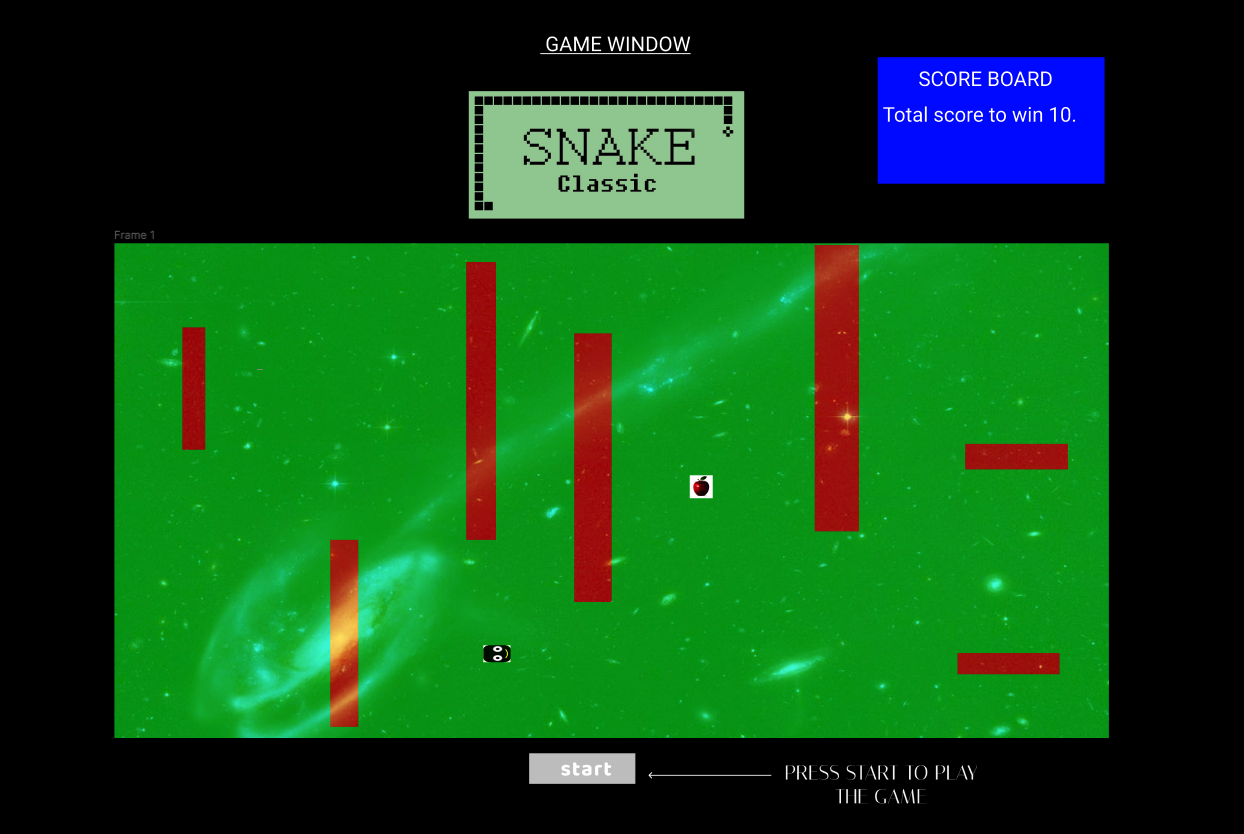 GAME WINDOW
SCORE BOARD
Total score to win 10.
SNAKE
Classic
Frame 1
start
PRESS START TO PLAY
THE GAME